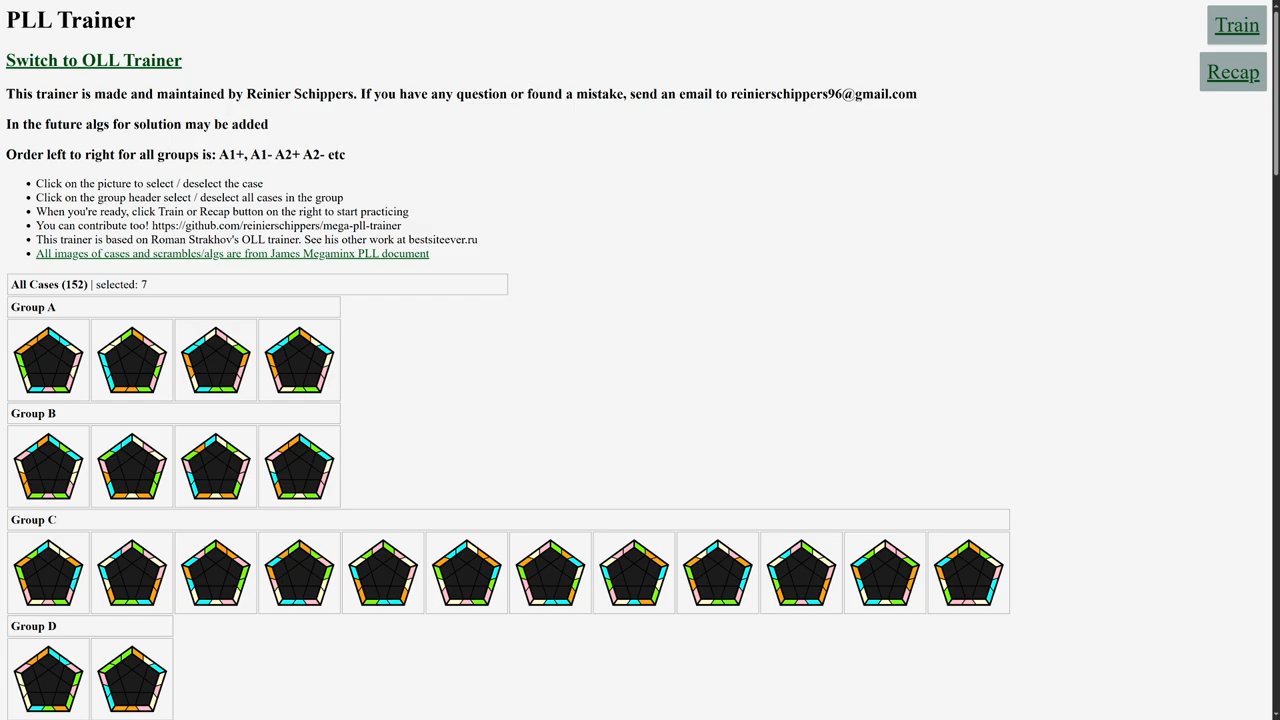 PLL Trainer
Train
Switch to OLL Trainer
Recap
This trainer is made and maintained by Reinier Schippers. If you have any question or found a mistake, send an email to reinierschippers96@gmail.com
In the future algs for solution may be added
Order left to right for all groups is: A1+, A1- A2+ A2- etc
• Click on the picture to select / deselect the case
• Click on the group header select / deselect all cases in the group
• When you're ready, click Train or Recap button on the right to start practicing
• You can contribute too! https://github.com/reinierschippers/mega-pll-trainer
• This trainer is based on Roman Strakhov's OLL trainer. See his other work at bestsiteever.ru
• All images of cases and scrambles/algs are from James Megaminx PLL document
All Cases (152) | selected: 7
Group A
Group B
Group C
Group D